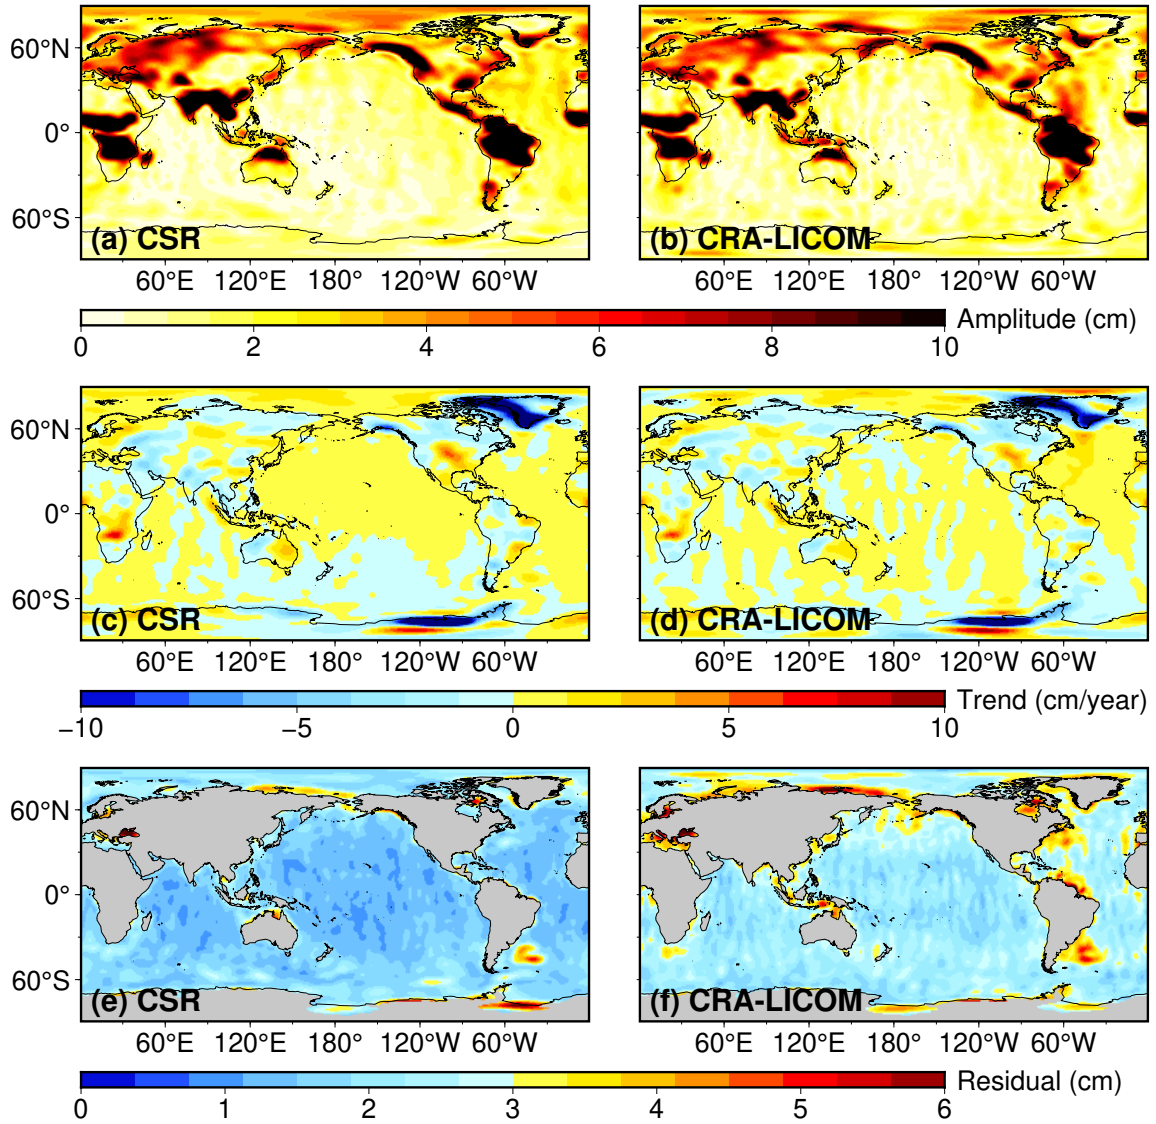 60°N
0°
60°S
(a) CSR
(b) CRA-LICOM
60°E 120°E 180° 120°W 60°W
60°E 120°E 180° 120°W 60°W
0 2 4 6 8 10
Amplitude (cm)
60°N
0°
60°S
(c) CSR
(d) CRA-LICOM
60°E 120°E 180° 120°W 60°W
60°E 120°E 180° 120°W 60°W
−10 −5 0 5 10
Trend (cm/year)
60°N
0°
60°S
(e) CSR
(f) CRA-LICOM
60°E 120°E 180° 120°W 60°W
60°E 120°E 180° 120°W 60°W
0 1 2 3 4 5 6
Residual (cm)